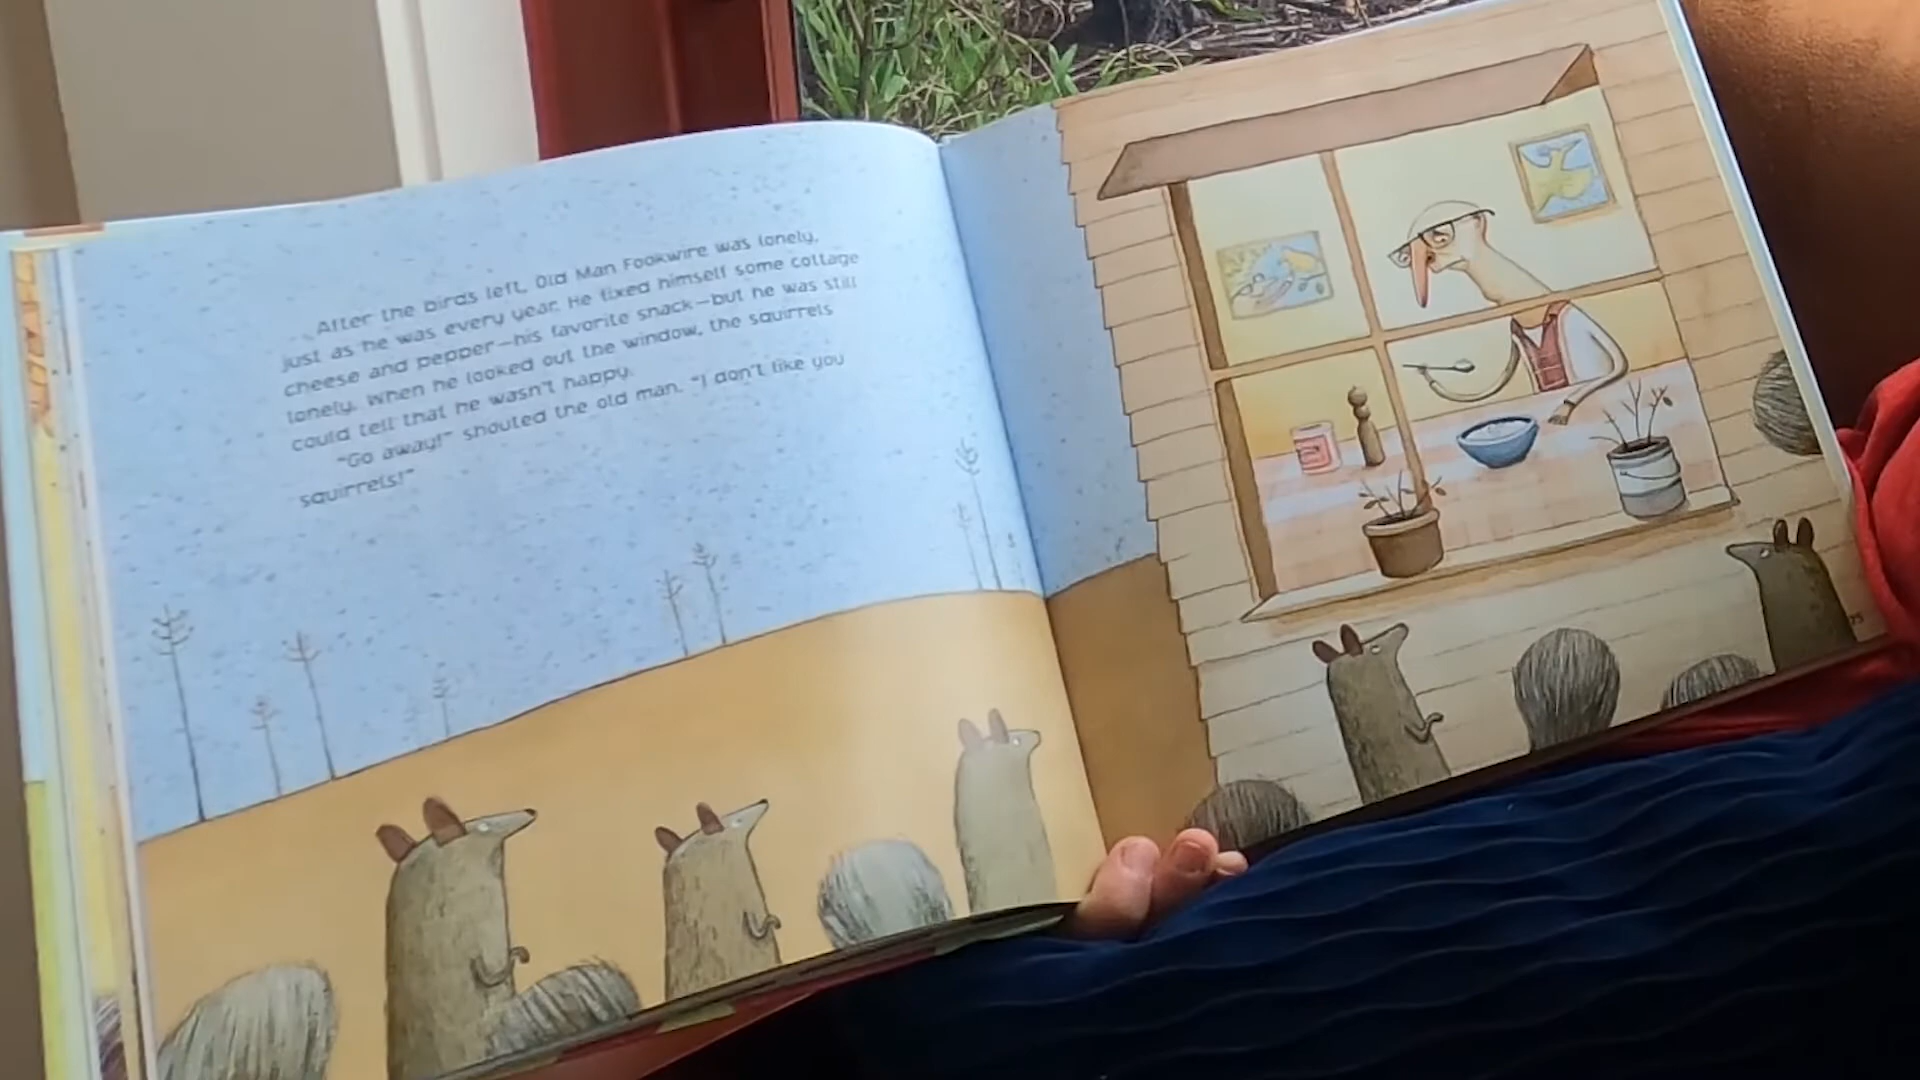 After the birds left, Old Man Fookwire was lonely,
just as he was every year. He fixed himself some cottage
cheese and pepper—his favorite snack—but he was still
lonely. When he looked out the window, the squirrels
could tell that he wasn't happy.
"Go away!" shouted the old man. "I don't like you
squirrels!"